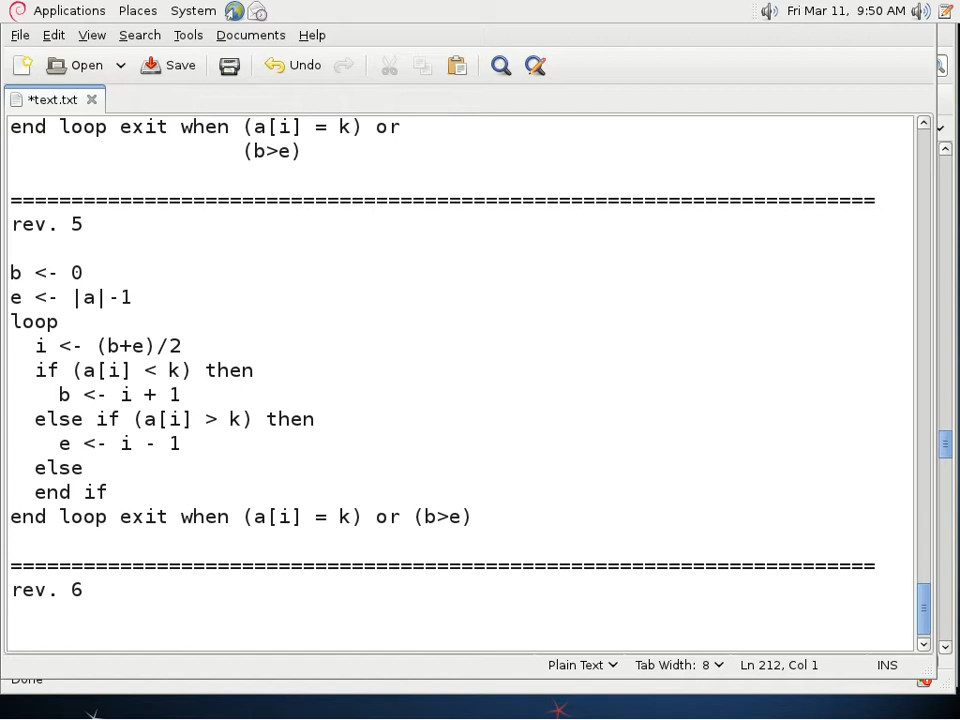 Applications Places System Fri Mar 11, 9:50 AM
File Edit View Search Tools Documents Help
Open Save Undo
*text.txt
end loop exit when (a[i] = k) or
(b>e)
=======================================================================
rev. 5
b <- 0
e <- |a|-1
loop
i <- (b+e)/2
if (a[i] < k) then
b <- i + 1
else if (a[i] > k) then
e <- i - 1
else
end if
end loop exit when (a[i] = k) or (b>e)
=======================================================================
rev. 6
Plain Text Tab Width: 8 Ln 212, Col 1 INS
Done